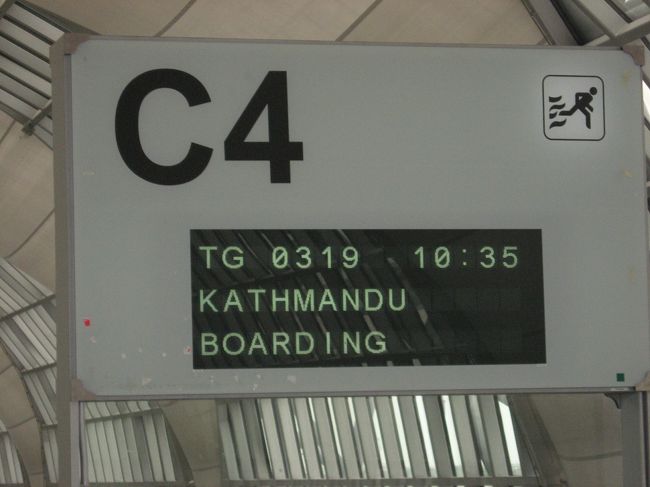 C4
TG 0319 10:35
KATHMANDU
BOARDING